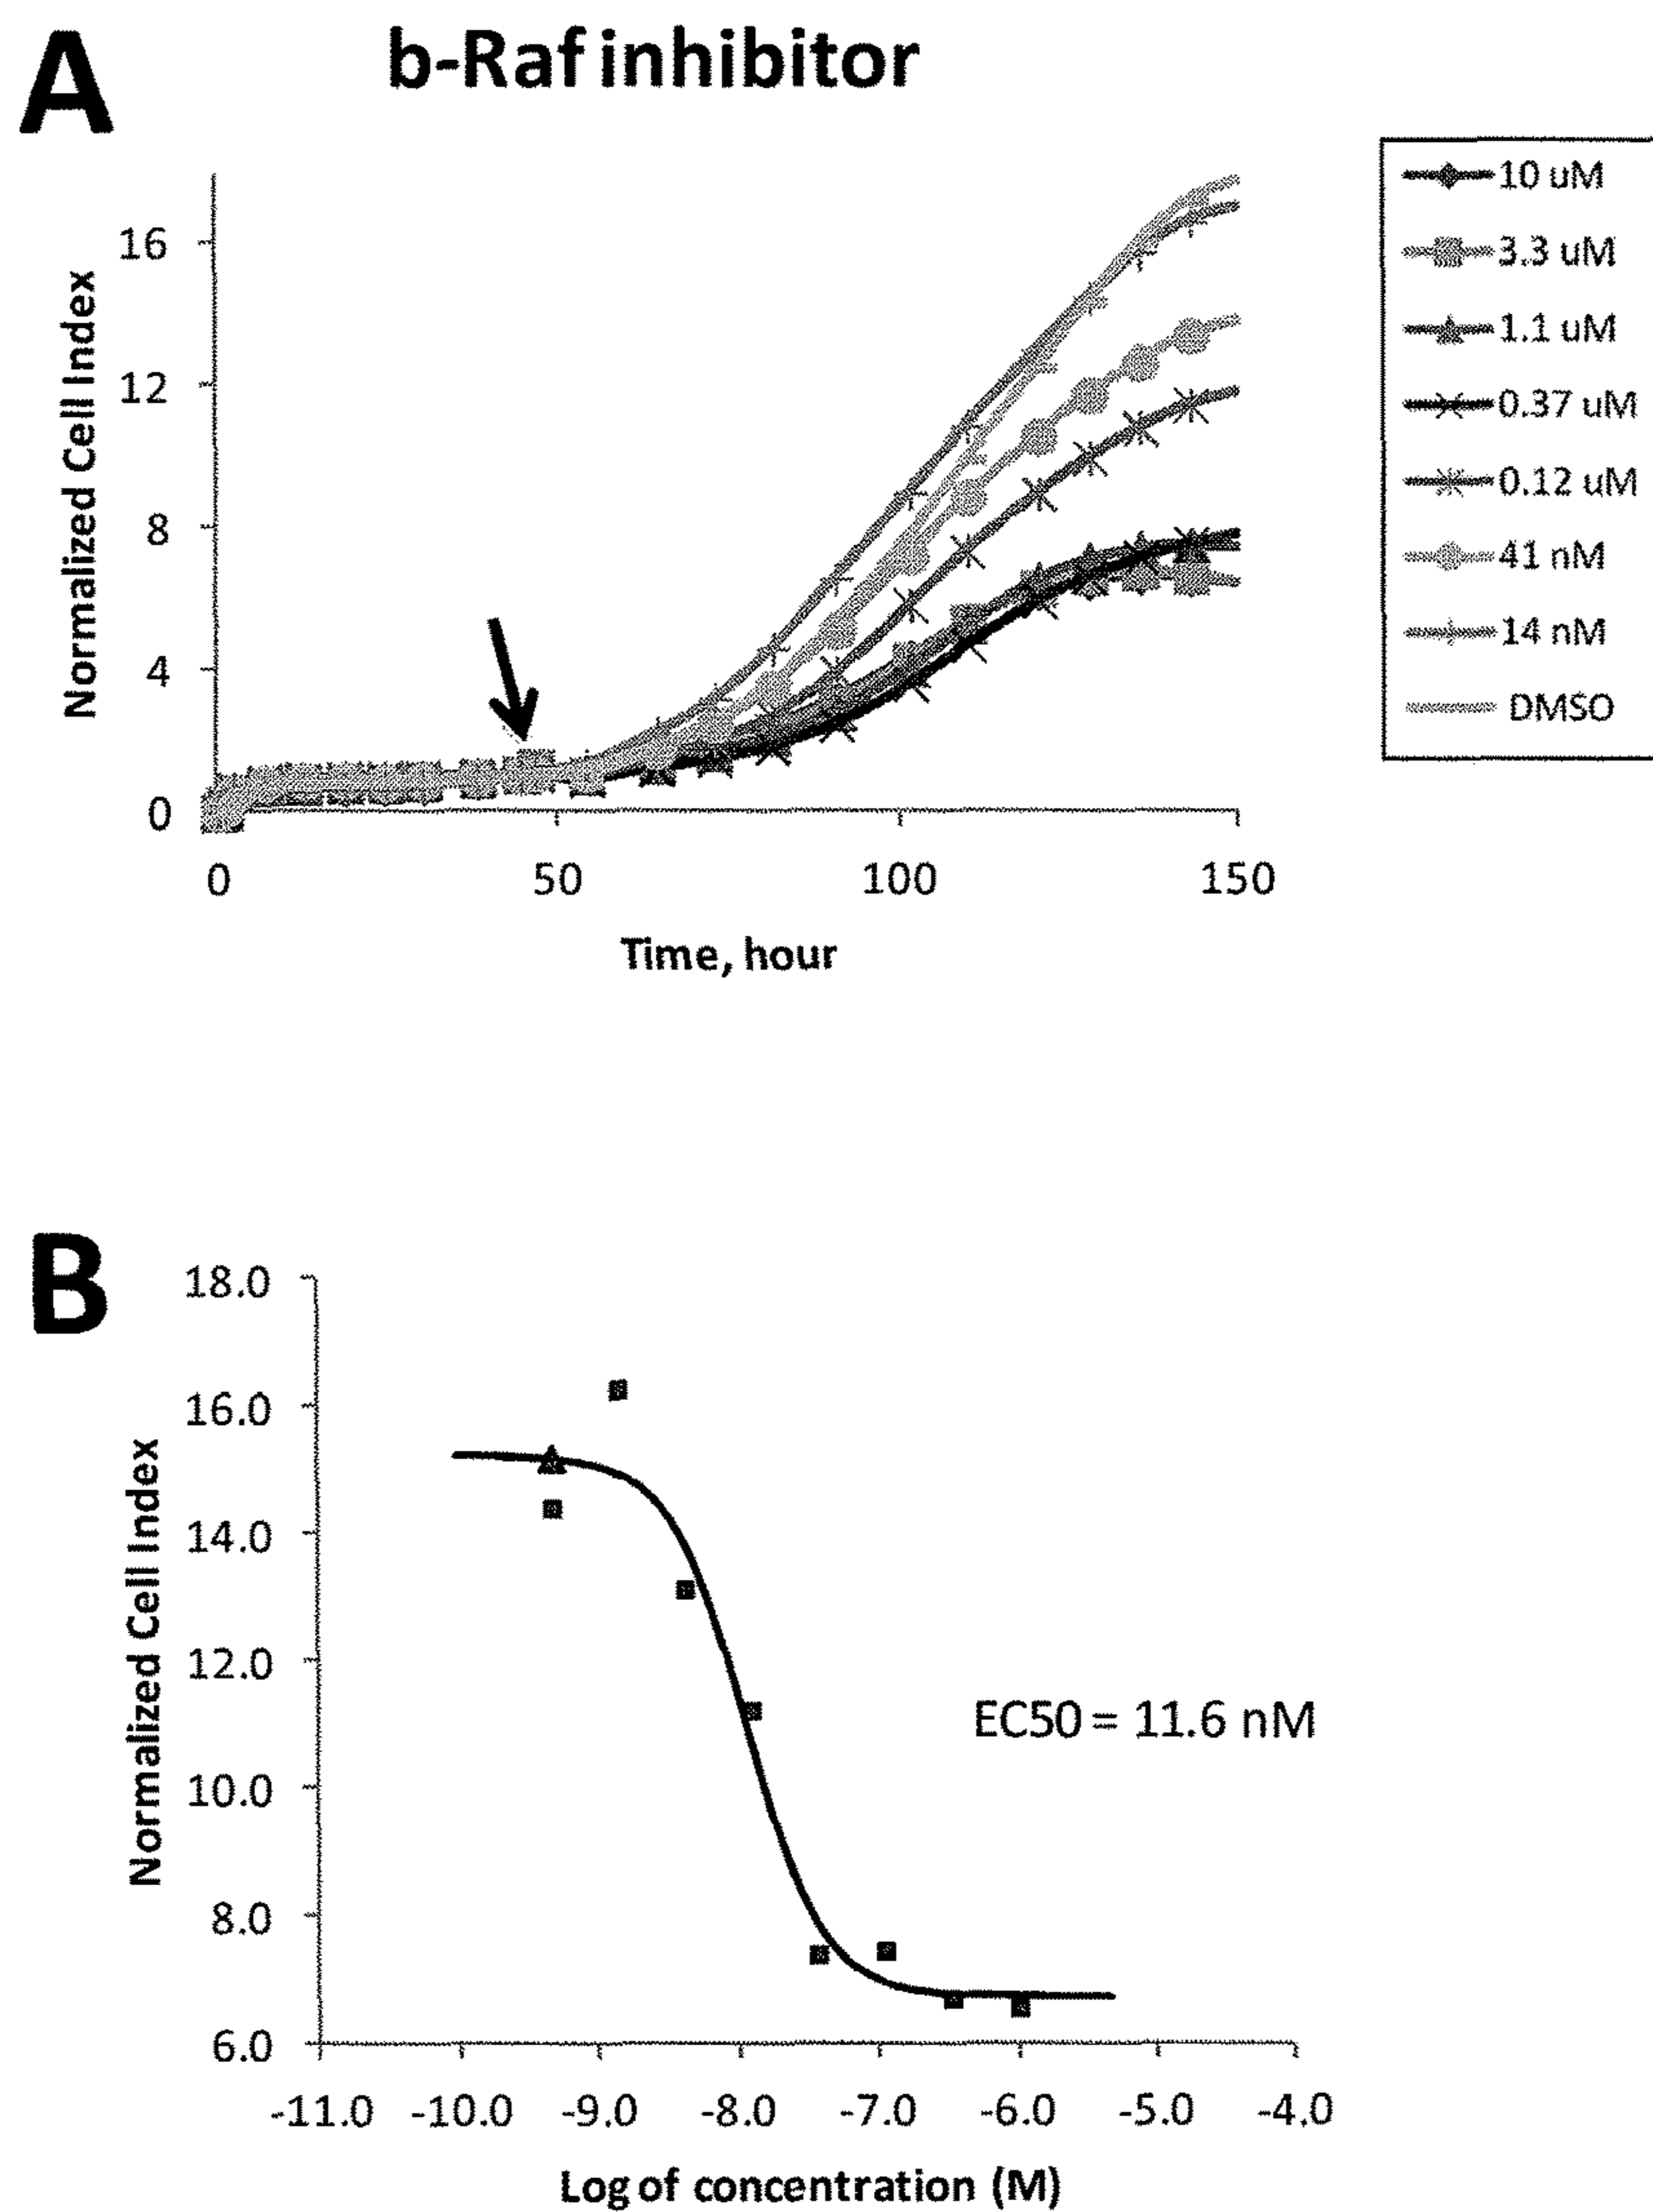 A
b-Raf inhibitor
Normalized Cell Index
16
12
8
4
0
0 50 100 150
Time, hour
10 uM
3.3 uM
1.1 uM
0.37 uM
0.12 uM
41 nM
14 nM
DMSO
B
Normalized Cell Index
18.0
16.0
14.0
12.0
10.0
8.0
6.0
EC50 = 11.6 nM
-11.0 -10.0 -9.0 -8.0 -7.0 -6.0 -5.0 -4.0
Log of concentration (M)